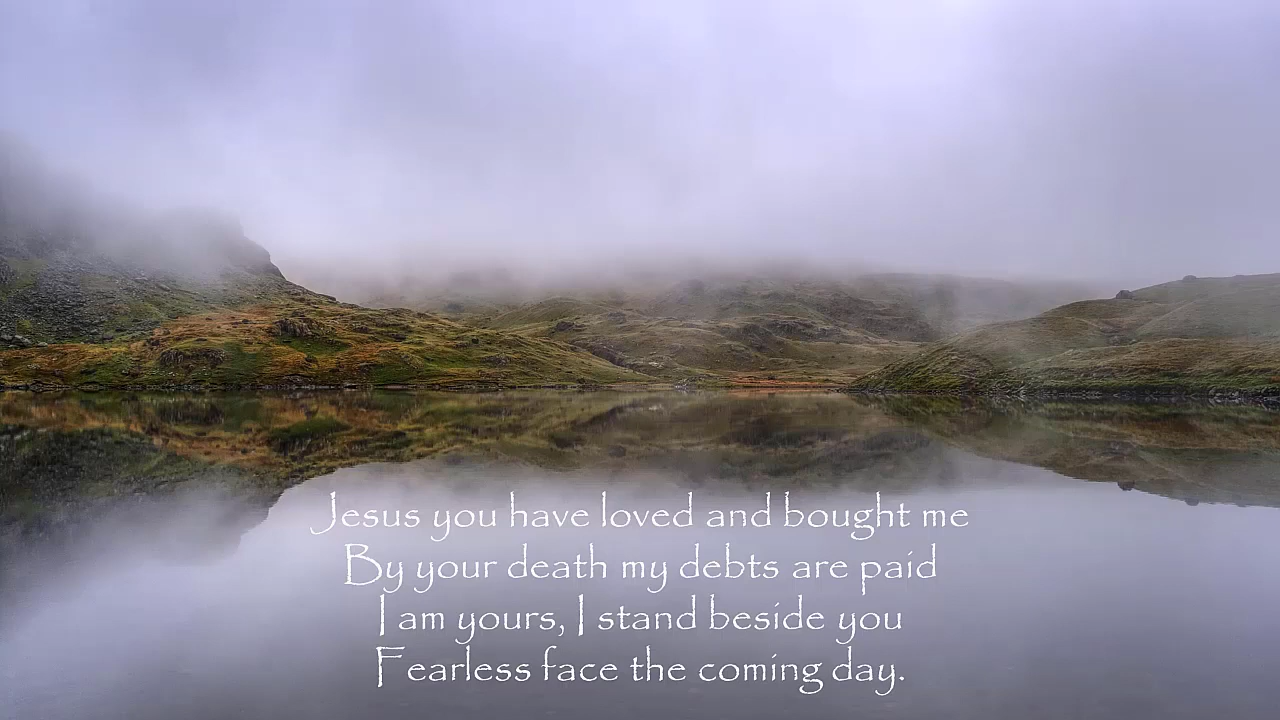 Jesus you have loved and bought me
By your death my debts are paid
I am yours, I stand beside you
Fearless face the coming day.